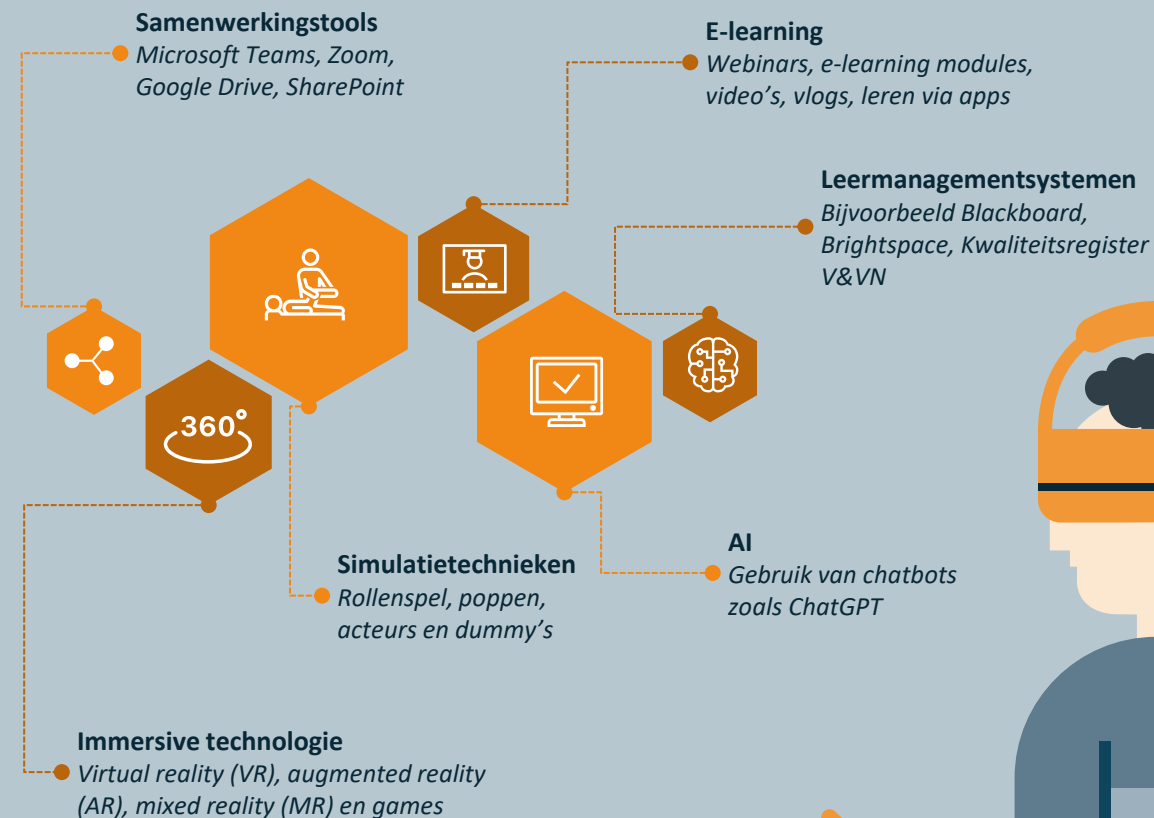 Samenwerkingstools
Microsoft Teams, Zoom,
Google Drive, SharePoint
E-learning
Webinars, e-learning modules,
video's, vlogs, leren via apps
Leermanagementsystemen
Bijvoorbeeld Blackboard,
Brightspace, Kwaliteitsregister
V&VN
360°
Simulatietechnieken
Rollenspel, poppen,
acteurs en dummy's
AI
Gebruik van chatbots
zoals ChatGPT
Immersive technologie
Virtual reality (VR), augmented reality
(AR), mixed reality (MR) en games